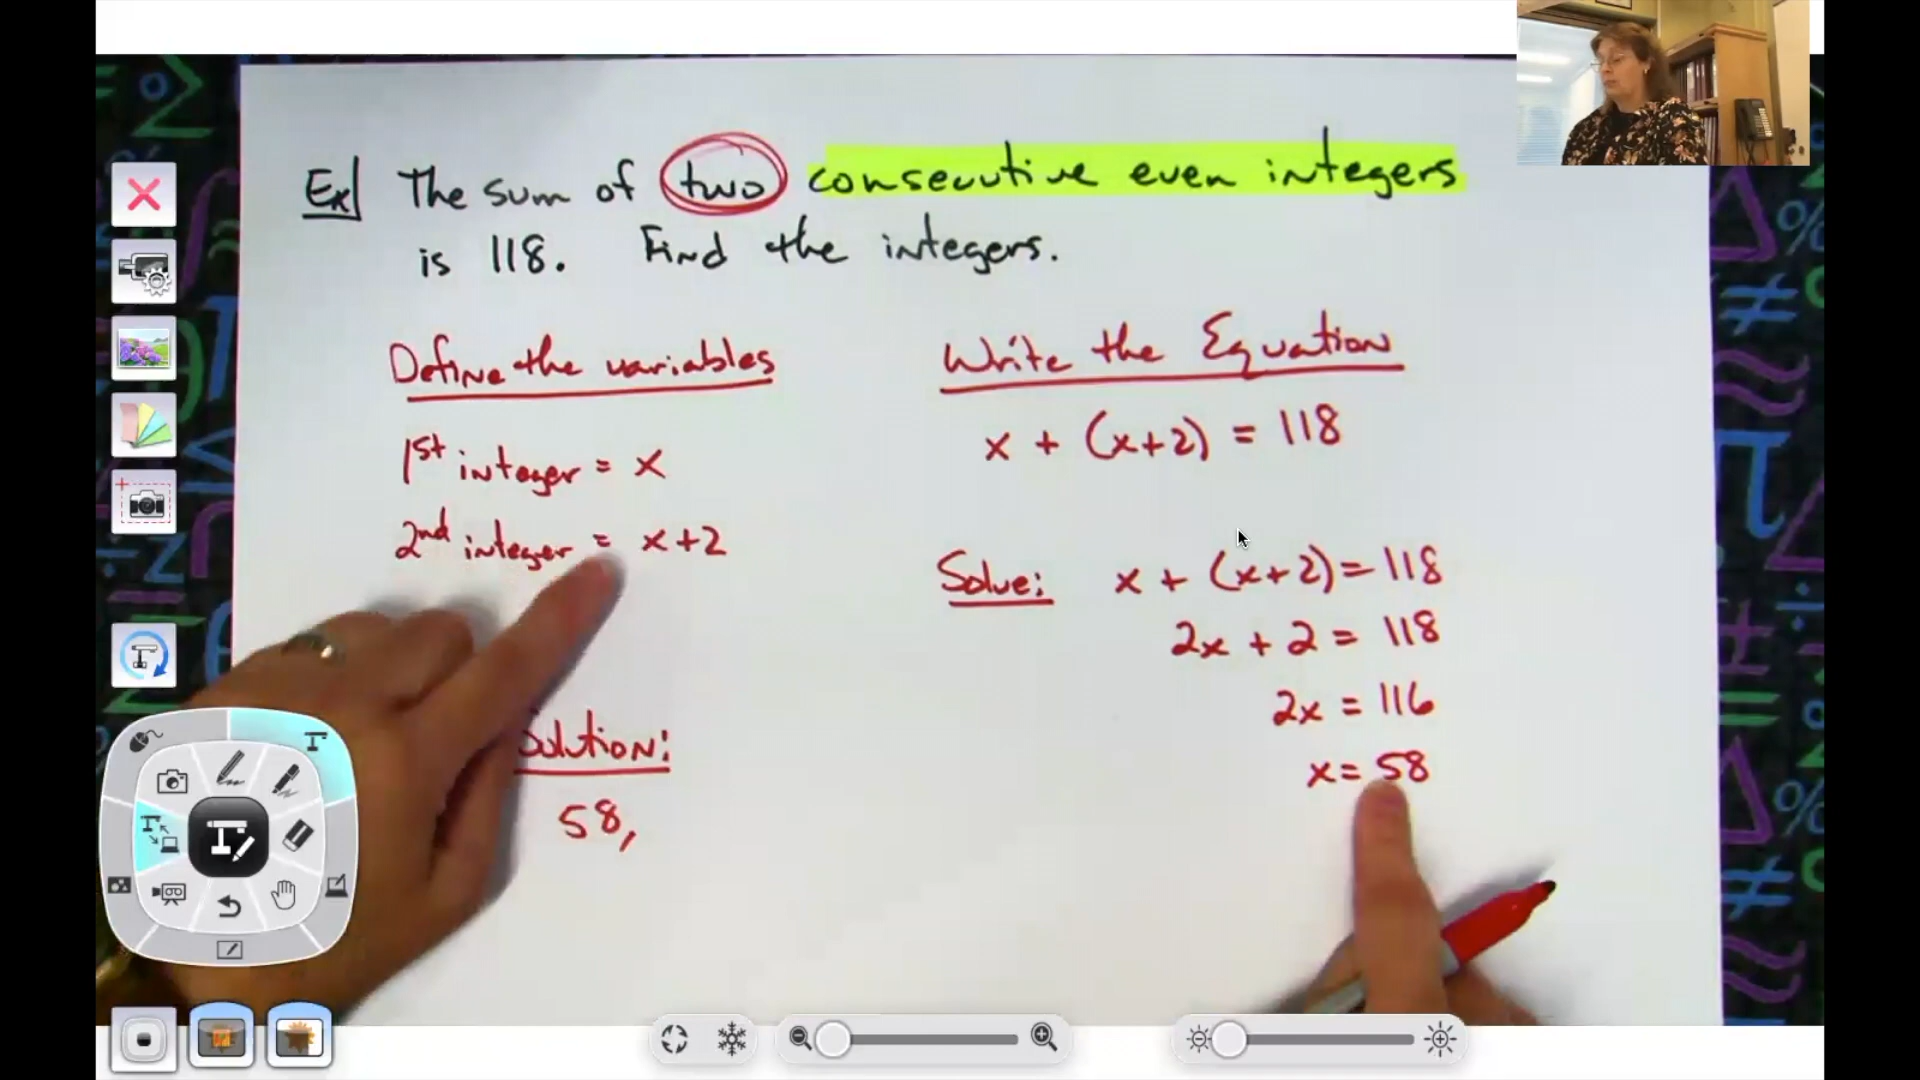 Ex The sum of two consecutive even integers
is 118. Find the integers.
Define the variables
1st integer = x
2nd integer = x+2
Write the Equation
x + (x+2) = 118
Solve: x + (x+2) = 118
2x + 2 = 118
2x = 116
x = 58
Solution:
58,